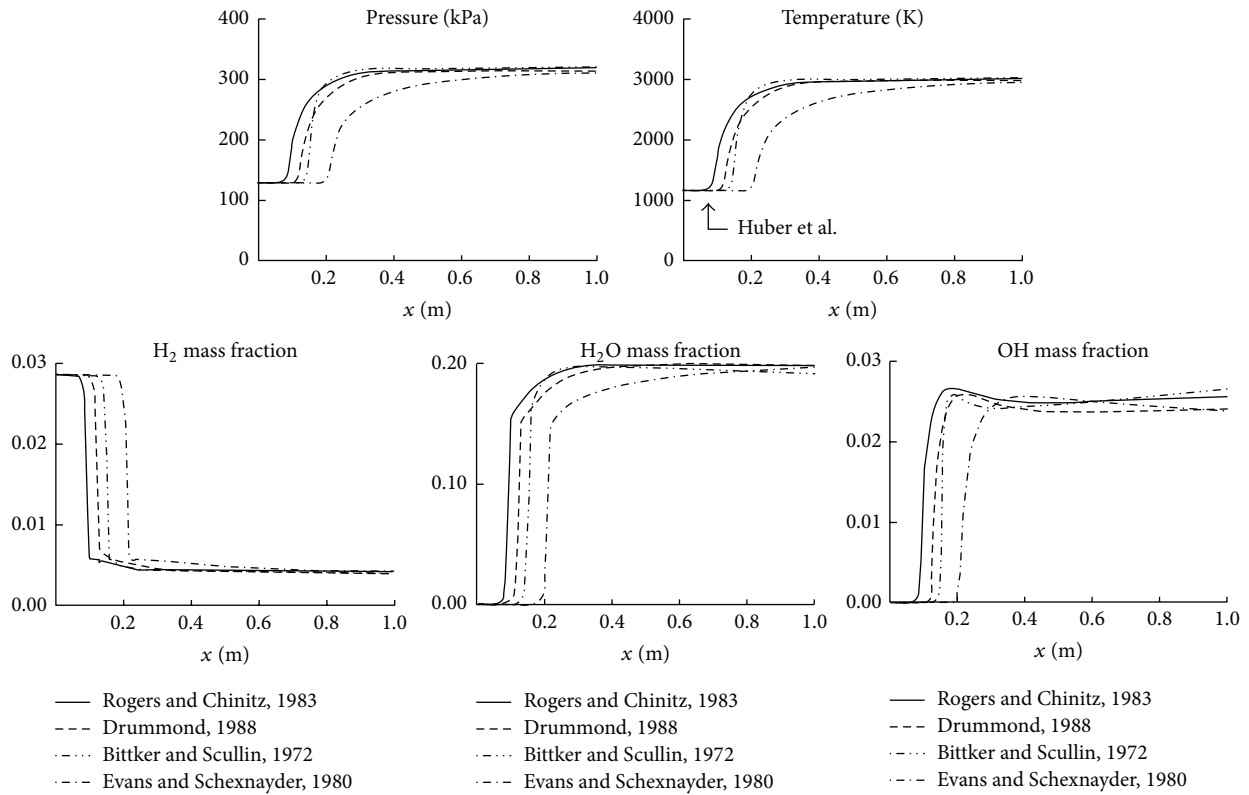 Pressure (kPa)
400
300
200
100
0
0.2 0.4 0.6 0.8 1.0
x (m)
Temperature (K)
4000
3000
2000
1000
0
Huber et al.
0.2 0.4 0.6 0.8 1.0
x (m)
H₂ mass fraction
0.03
0.02
0.01
0.00
0.2 0.4 0.6 0.8 1.0
x (m)
H₂O mass fraction
0.20
0.10
0.00
0.2 0.4 0.6 0.8 1.0
x (m)
OH mass fraction
0.03
0.02
0.01
0.00
0.2 0.4 0.6 0.8 1.0
x (m)
Rogers and Chinitz, 1983
Drummond, 1988
Bittker and Scullin, 1972
Evans and Schexnayder, 1980
Rogers and Chinitz, 1983
Drummond, 1988
Bittker and Scullin, 1972
Evans and Schexnayder, 1980
Rogers and Chinitz, 1983
Drummond, 1988
Bittker and Scullin, 1972
Evans and Schexnayder, 1980